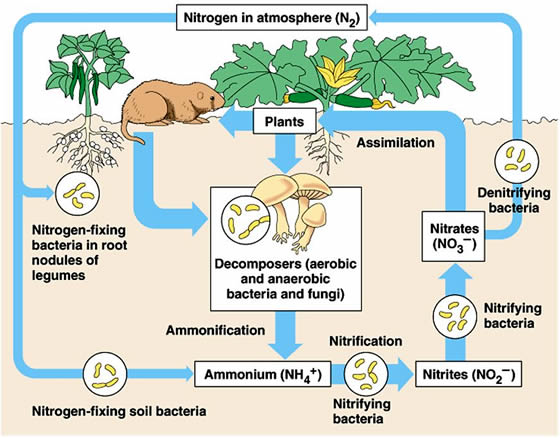 Nitrogen in atmosphere (N₂)
Plants
Assimilation
Denitrifying
bacteria
Nitrogen-fixing
bacteria in root
nodules of
legumes
Nitrates
(NO₃⁻)
Decomposers (aerobic
and anaerobic
bacteria and fungi)
Nitrifying
bacteria
Ammonification
Nitrification
Ammonium (NH₄⁺)
Nitrites (NO₂⁻)
Nitrogen-fixing soil bacteria
Nitrifying
bacteria